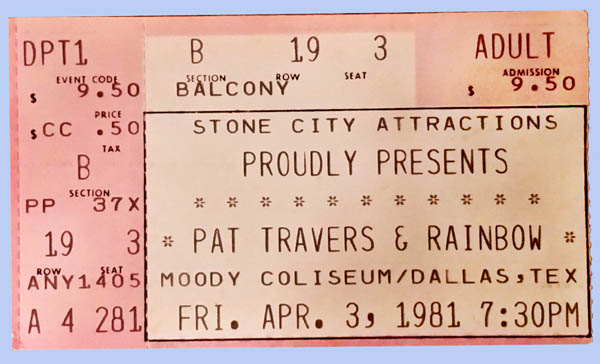 DPT1
EVENT CODE
$ 9.50
PRICE
$CC .50
TAX
B
SECTION
PP 37X
19 3
ROW SEAT
ANY1405
A 4 281
B 19 3
SECTION ROW SEAT
BALCONY
ADULT
ADMISSION
$ 9.50
STONE CITY ATTRACTIONS
PROUDLY PRESENTS
* * * * * * * * * *
* PAT TRAVERS & RAINBOW *
MOODY COLISEUM/DALLAS,TEX
FRI. APR. 3, 1981 7:30PM